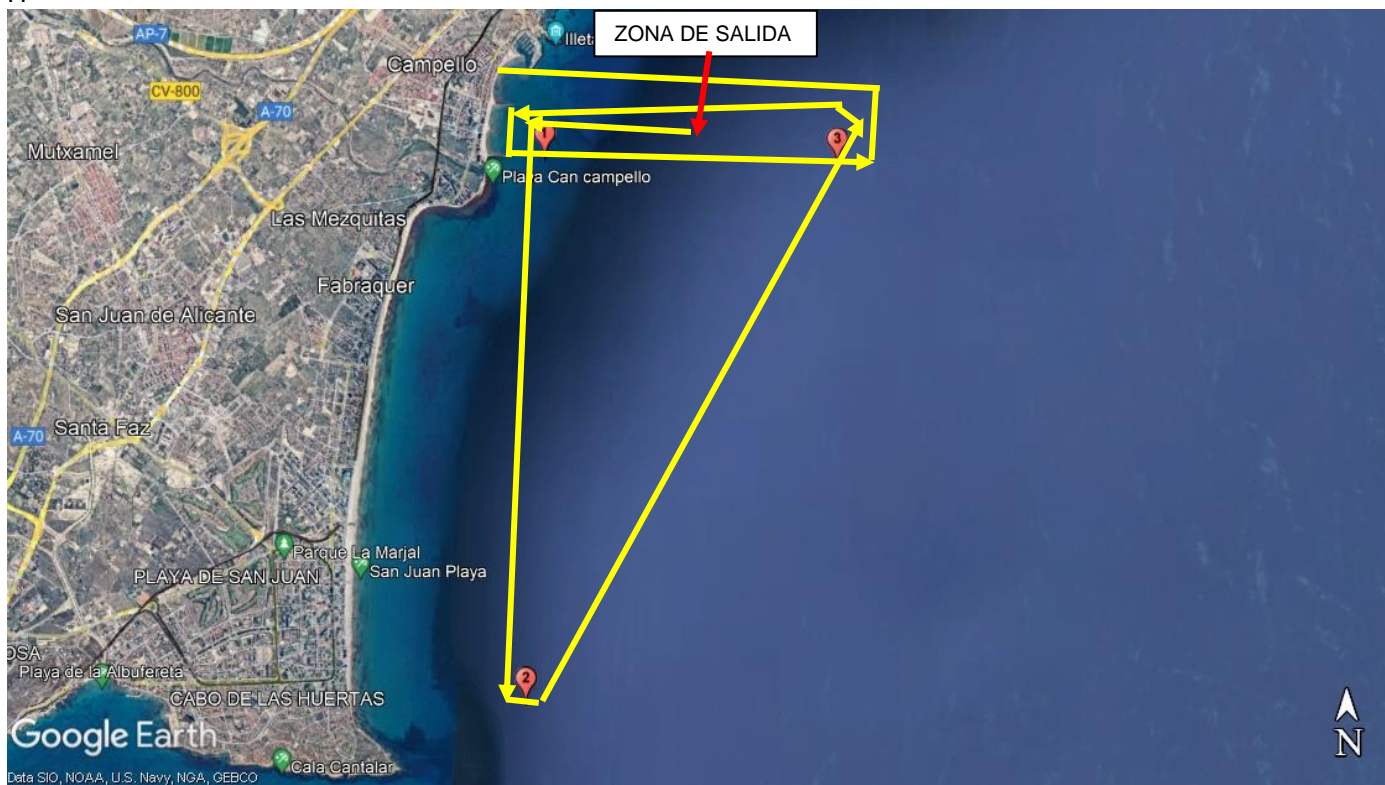 AP-7
Illet
ZONA DE SALIDA
Campello
CV-800
A-70
Mutxamel
1
3
Playa Can campello
Las Mezquitas
Fabraquer
San Juan de Alicante
A-70
Santa Faz
Parque La Marjal
PLAYA DE SAN JUAN
San Juan Playa
OSA
Playa de la Albufereta
2
CABO DE LAS HUERTAS
Google Earth
N
Cala Cantalar
Data SIO, NOAA, U.S. Navy, NGA, GEBCO